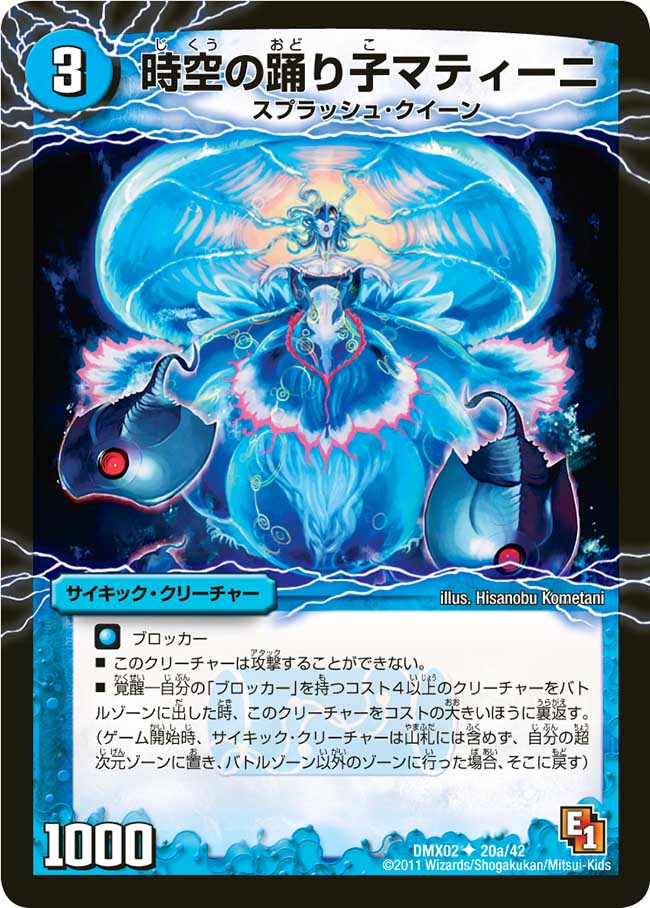 3
時空の踊り子マティーニ
スプラッシュ・クイーン
サイキック・クリーチャー
illus. Hisanobu Kometani
ブロッカー
■ このクリーチャーは攻撃することができない。
■ 覚醒―自分の「ブロッカー」を持つコスト4以上のクリーチャーをバト
ルゾーンに出した時、このクリーチャーをコストの大きいほうに裏返す。
(ゲーム開始時、サイキック・クリーチャーは山札には含めず、自分の超
次元ゾーンに置き、バトルゾーン以外のゾーンに行った場合、そこに戻す)
1000
E1
DMX02 ◆ 20a/42
©2011 Wizards/Shogakukan/Mitsui-Kids